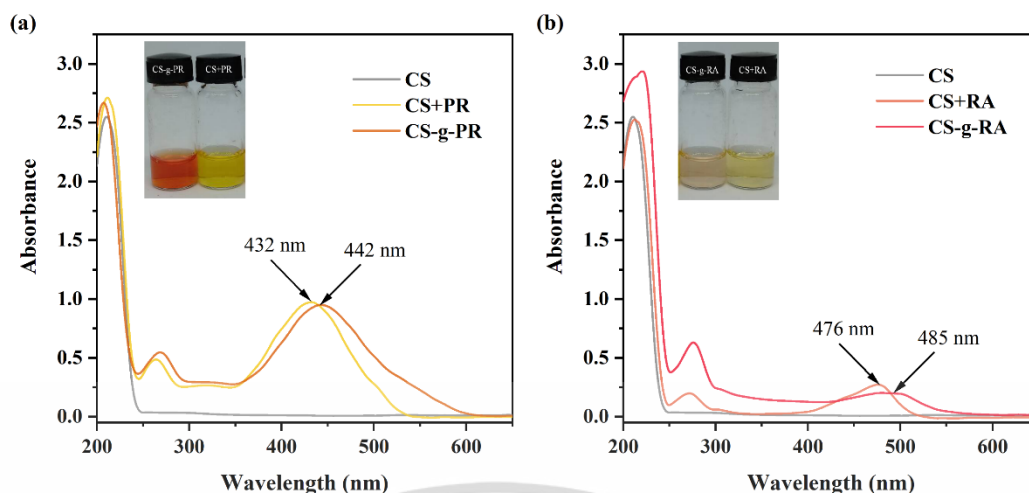 (a)
3.0
2.5
2.0
1.5
1.0
0.5
0.0
Absorbance
CS-g-PR CS+PR
CS
CS+PR
CS-g-PR
432 nm 442 nm
200 300 400 500 600
Wavelength (nm)
(b)
3.0
2.5
2.0
1.5
1.0
0.5
0.0
Absorbance
CS-g-RA CS+RA
CS
CS+RA
CS-g-RA
476 nm 485 nm
200 300 400 500 600
Wavelength (nm)